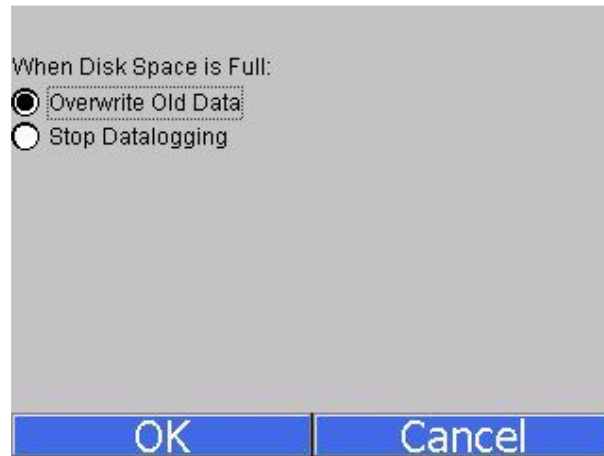 When Disk Space is Full:
Overwrite Old Data
Stop Datalogging
OK Cancel